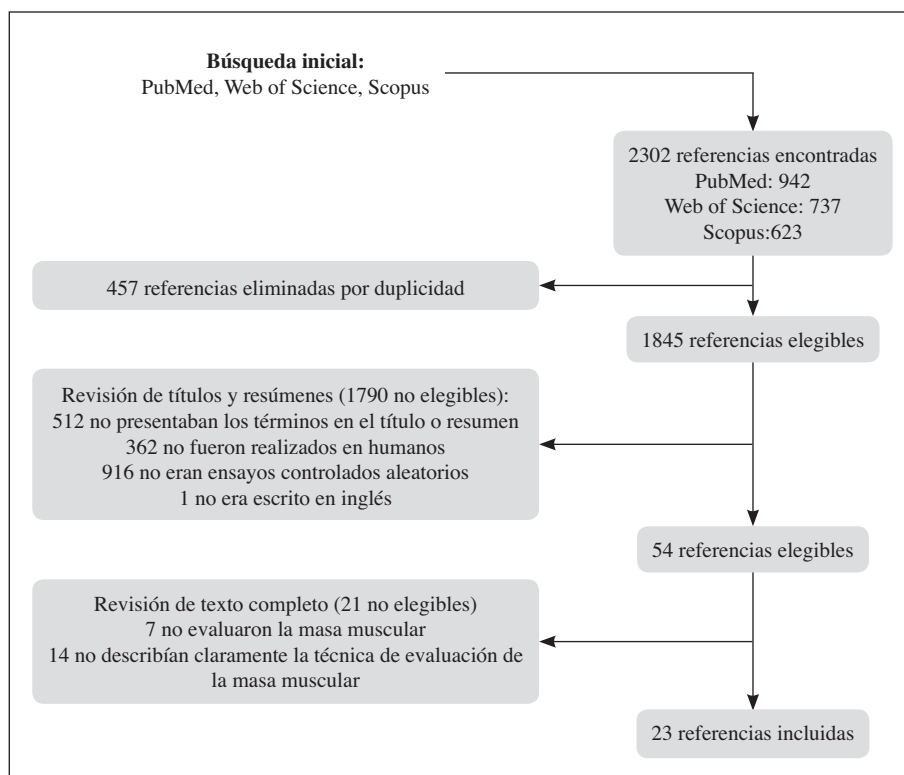 Búsqueda inicial:
PubMed, Web of Science, Scopus
2302 referencias encontradas
PubMed: 942
Web of Science: 737
Scopus:623
457 referencias eliminadas por duplicidad
1845 referencias elegibles
Revisión de títulos y resúmenes (1790 no elegibles):
512 no presentaban los términos en el título o resumen
362 no fueron realizados en humanos
916 no eran ensayos controlados aleatorios
1 no era escrito en inglés
54 referencias elegibles
Revisión de texto completo (21 no elegibles)
7 no evaluaron la masa muscular
14 no describían claramente la técnica de evaluación de
la masa muscular
23 referencias incluidas